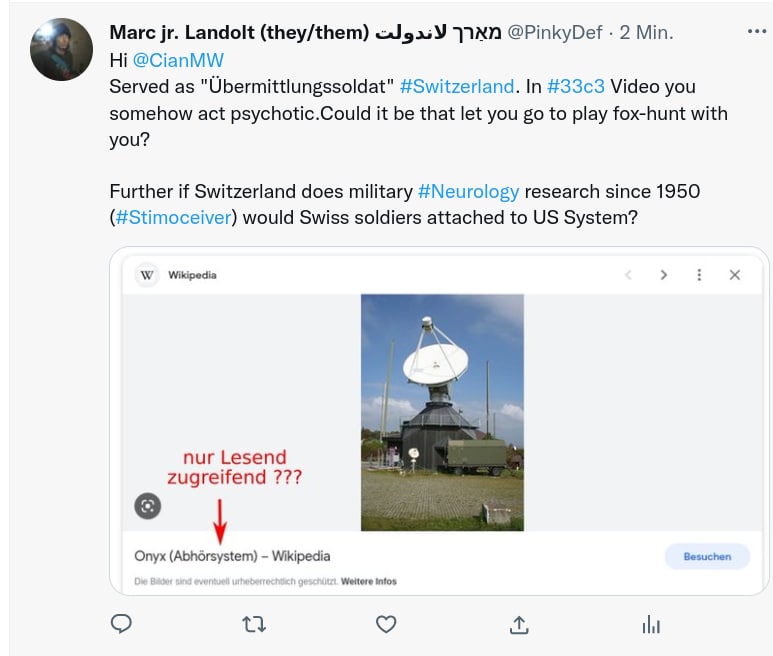 Marc jr. Landolt (they/them) מאַרך لاندولت @PinkyDef · 2 Min.
Hi @CianMW
Served as "Übermittlungssoldat" #Switzerland. In #33c3 Video you
somehow act psychotic.Could it be that let you go to play fox-hunt with
you?
Further if Switzerland does military #Neurology research since 1950
(#Stimoceiver) would Swiss soldiers attached to US System?
W Wikipedia
nur Lesend
zugreifend ???
Onyx (Abhörsystem) – Wikipedia
Besuchen
Die Bilder sind eventuell urheberrechtlich geschützt. Weitere Infos